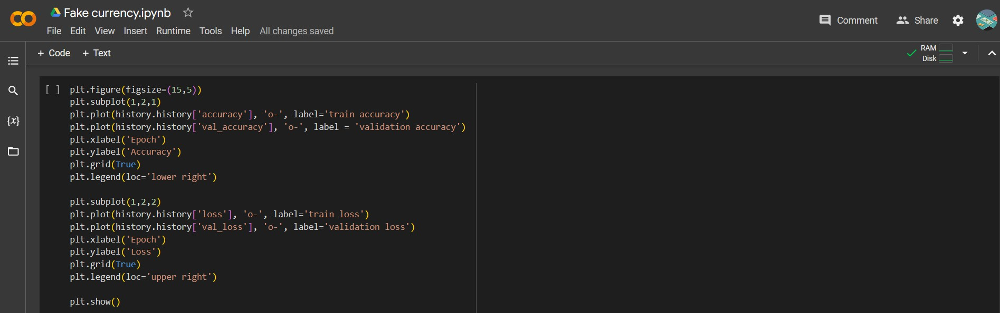 Fake currency.ipynb
File Edit View Insert Runtime Tools Help All changes saved
Comment Share
+ Code + Text
RAM
Disk
{x}
[ ] plt.figure(figsize=(15,5))
plt.subplot(1,2,1)
plt.plot(history.history['accuracy'], 'o-', label='train accuracy')
plt.plot(history.history['val_accuracy'], 'o-', label = 'validation accuracy')
plt.xlabel('Epoch')
plt.ylabel('Accuracy')
plt.grid(True)
plt.legend(loc='lower right')
plt.subplot(1,2,2)
plt.plot(history.history['loss'], 'o-', label='train loss')
plt.plot(history.history['val_loss'], 'o-', label='validation loss')
plt.xlabel('Epoch')
plt.ylabel('Loss')
plt.grid(True)
plt.legend(loc='upper right')
plt.show()